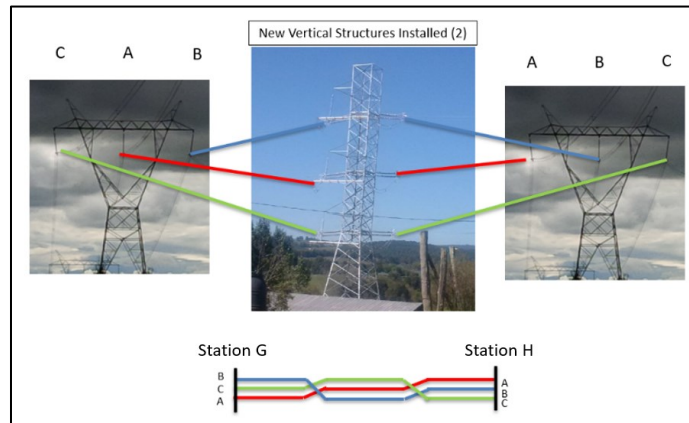 New Vertical Structures Installed (2)
C A B
A B C
Station G
Station H
B
C
A
A
B
C